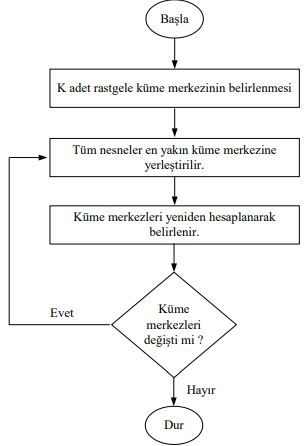 Başla
K adet rastgele küme merkezinin belirlenmesi
Tüm nesneler en yakın küme merkezine
yerleştirilir.
Küme merkezleri yeniden hesaplanarak
belirlenir.
Evet
Küme
merkezleri
değişti mi ?
Hayır
Dur